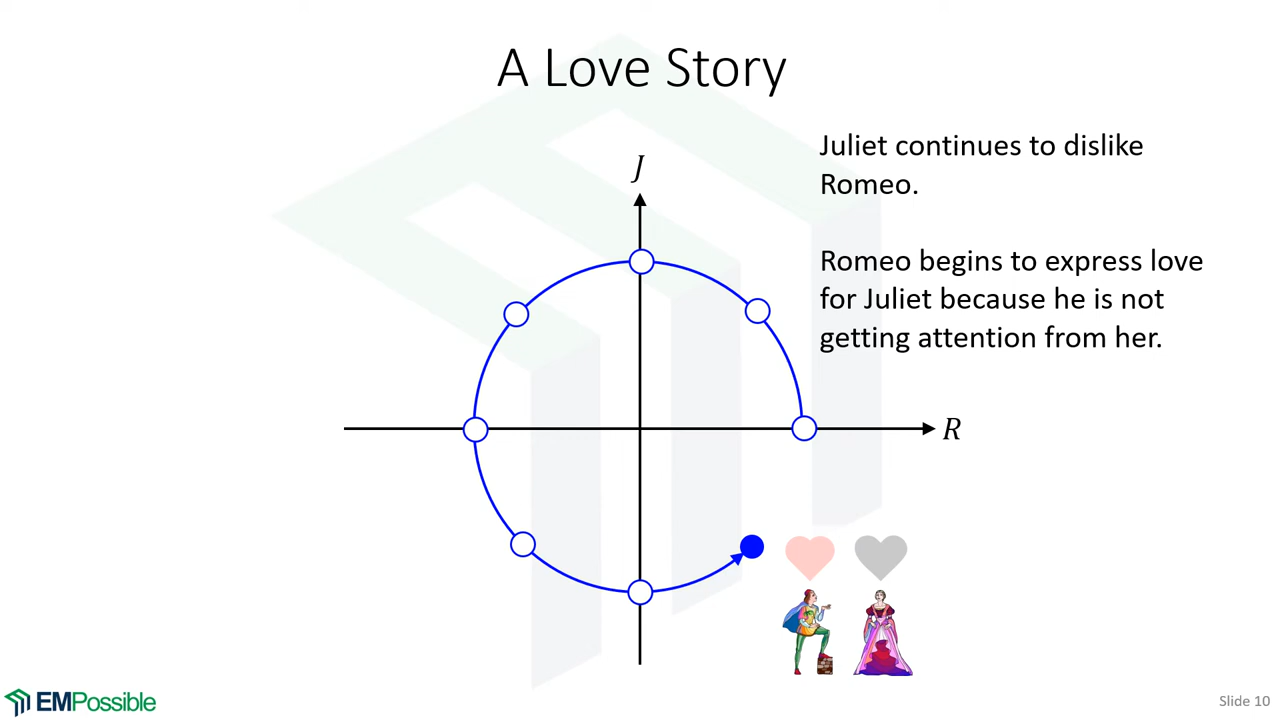 A Love Story
Juliet continues to dislike
Romeo.
Romeo begins to express love
for Juliet because he is not
getting attention from her.
J
R
EMPossible
Slide 10